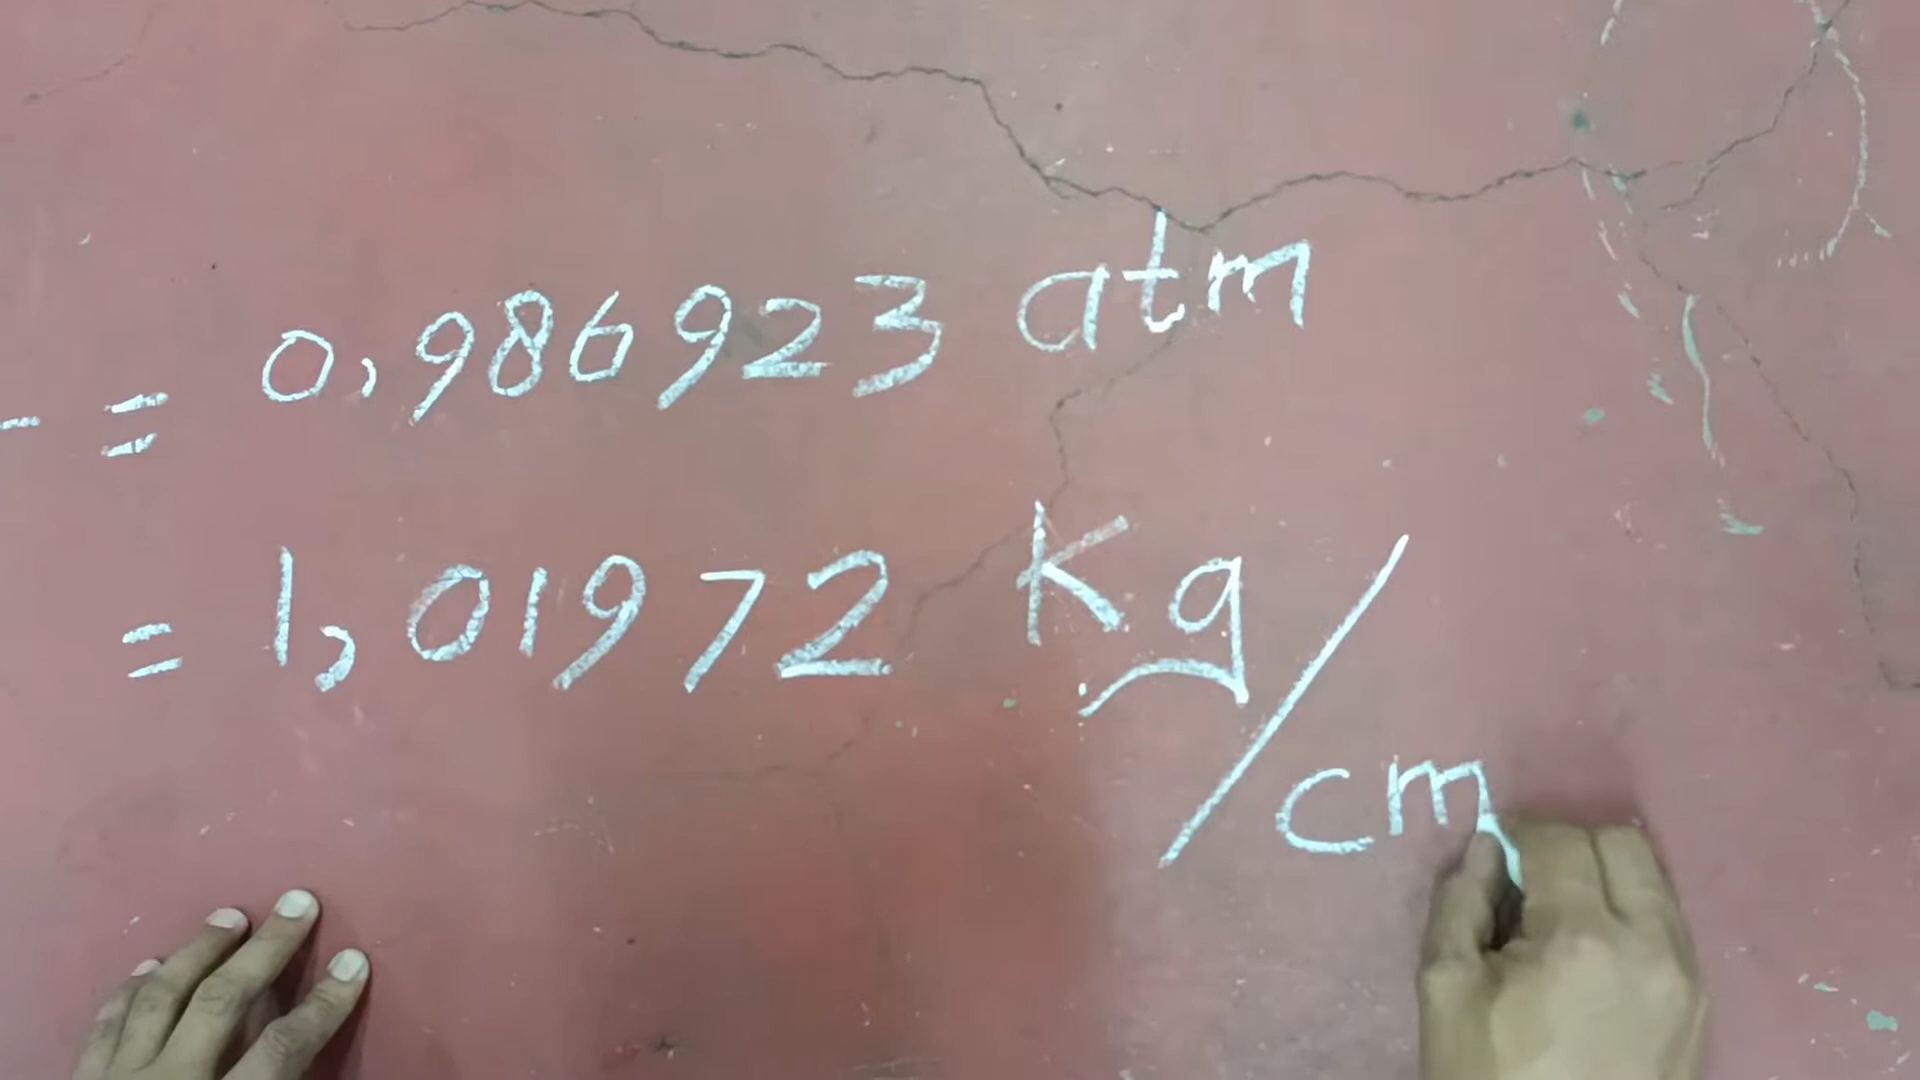 = 0,986923 atm
= 1,01972 Kg/cm